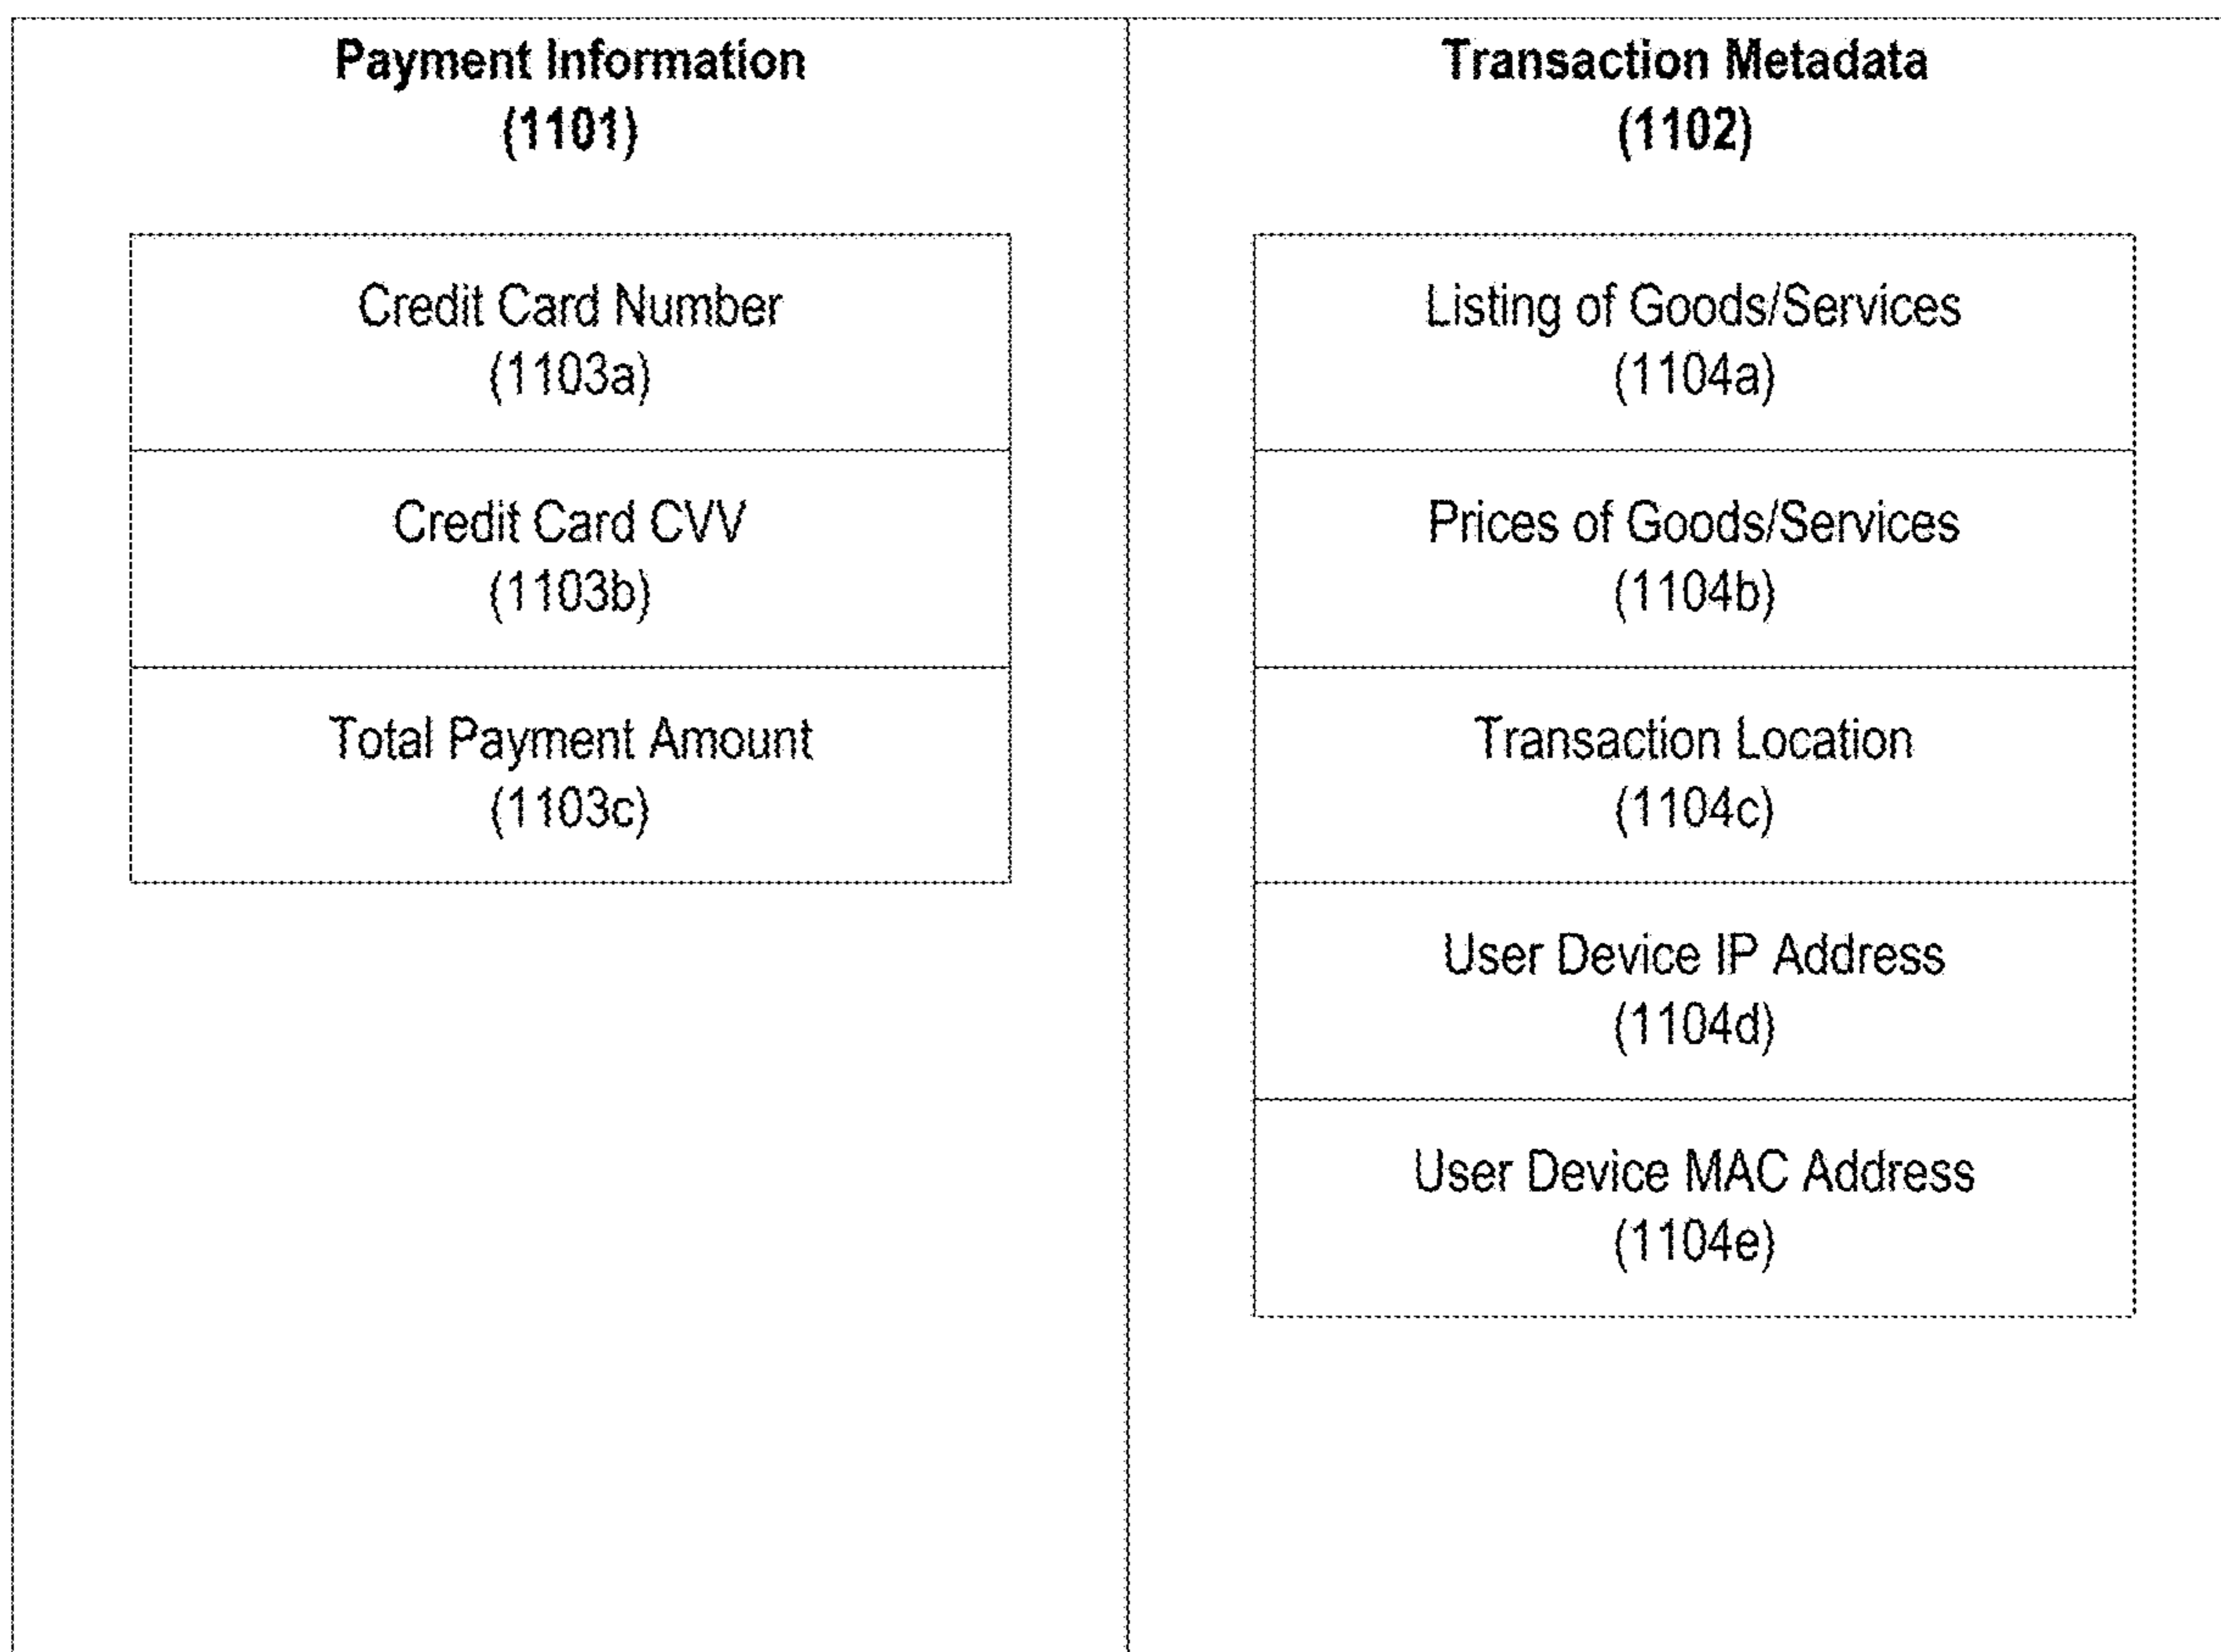 Payment Information
(1101)
Credit Card Number
(1103a)
Credit Card CVV
(1103b)
Total Payment Amount
(1103c)
Transaction Metadata
(1102)
Listing of Goods/Services
(1104a)
Prices of Goods/Services
(1104b)
Transaction Location
(1104c)
User Device IP Address
(1104d)
User Device MAC Address
(1104e)